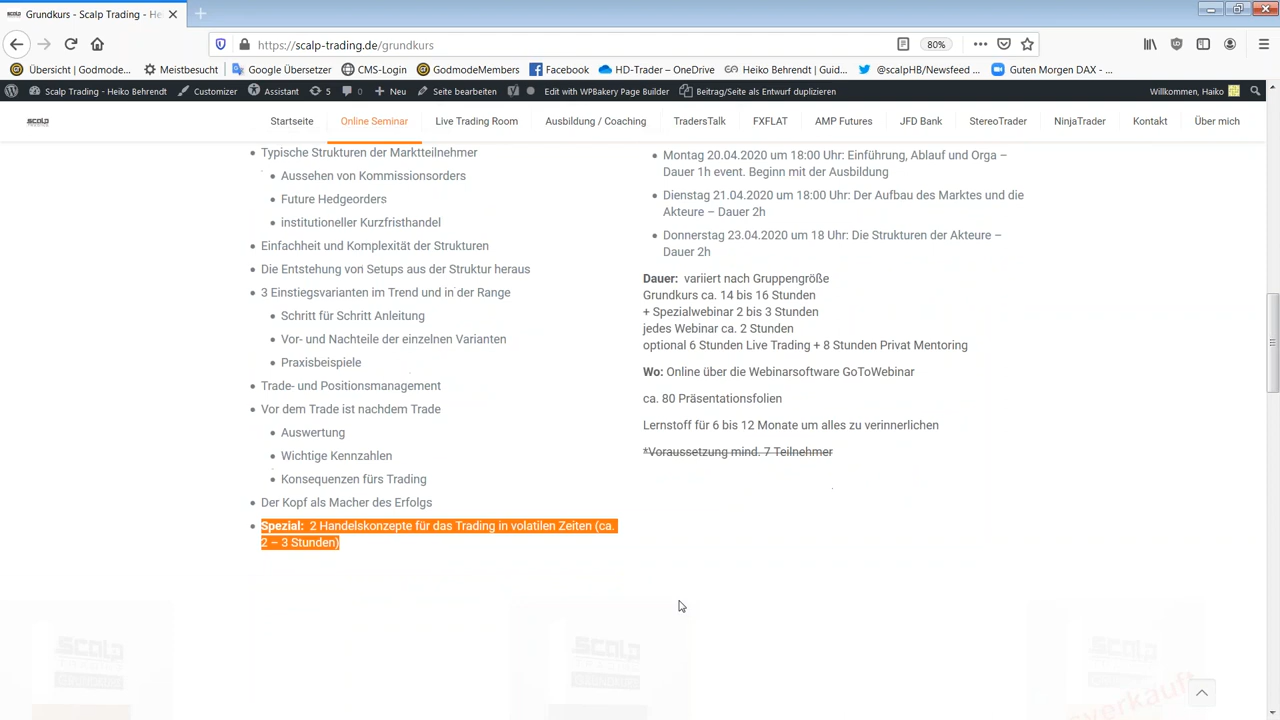 Grundkurs - Scalp Trading - He
https://scalp-trading.de/grundkurs
80%
Übersicht | Godmode...
Meistbesucht
Google Übersetzer
CMS-Login
GodmodeMembers
Facebook
HD-Trader – OneDrive
Heiko Behrendt | Guid...
@scalpHB/Newsfeed ...
Guten Morgen DAX - ...
Scalp Trading - Heiko Behrendt
Customizer
Assistant
5
0
Neu
Seite bearbeiten
Edit with WPBakery Page Builder
Beitrag/Seite als Entwurf duplizieren
Willkommen, Haiko
SCALP
Startseite
Online Seminar
Live Trading Room
Ausbildung / Coaching
TradersTalk
FXFLAT
AMP Futures
JFD Bank
StereoTrader
NinjaTrader
Kontakt
Über mich
Typische Strukturen der Marktteilnehmer
Aussehen von Kommissionsorders
Future Hedgeorders
institutioneller Kurzfristhandel
Einfachheit und Komplexität der Strukturen
Die Entstehung von Setups aus der Struktur heraus
3 Einstiegsvarianten im Trend und in der Range
Schritt für Schritt Anleitung
Vor- und Nachteile der einzelnen Varianten
Praxisbeispiele
Trade- und Positionsmanagement
Vor dem Trade ist nachdem Trade
Auswertung
Wichtige Kennzahlen
Konsequenzen fürs Trading
Der Kopf als Macher des Erfolgs
Spezial: 2 Handelskonzepte für das Trading in volatilen Zeiten (ca.
2 – 3 Stunden)
Montag 20.04.2020 um 18:00 Uhr: Einführung, Ablauf und Orga –
Dauer 1h event. Beginn mit der Ausbildung
Dienstag 21.04.2020 um 18:00 Uhr: Der Aufbau des Marktes und die
Akteure – Dauer 2h
Donnerstag 23.04.2020 um 18 Uhr: Die Strukturen der Akteure –
Dauer 2h
Dauer: variiert nach Gruppengröße
Grundkurs ca. 14 bis 16 Stunden
+ Spezialwebinar 2 bis 3 Stunden
jedes Webinar ca. 2 Stunden
optional 6 Stunden Live Trading + 8 Stunden Privat Mentoring
Wo: Online über die Webinarsoftware GoToWebinar
ca. 80 Präsentationsfolien
Lernstoff für 6 bis 12 Monate um alles zu verinnerlichen
*Voraussetzung mind. 7 Teilnehmer
SCALP
SCALP
SCALP